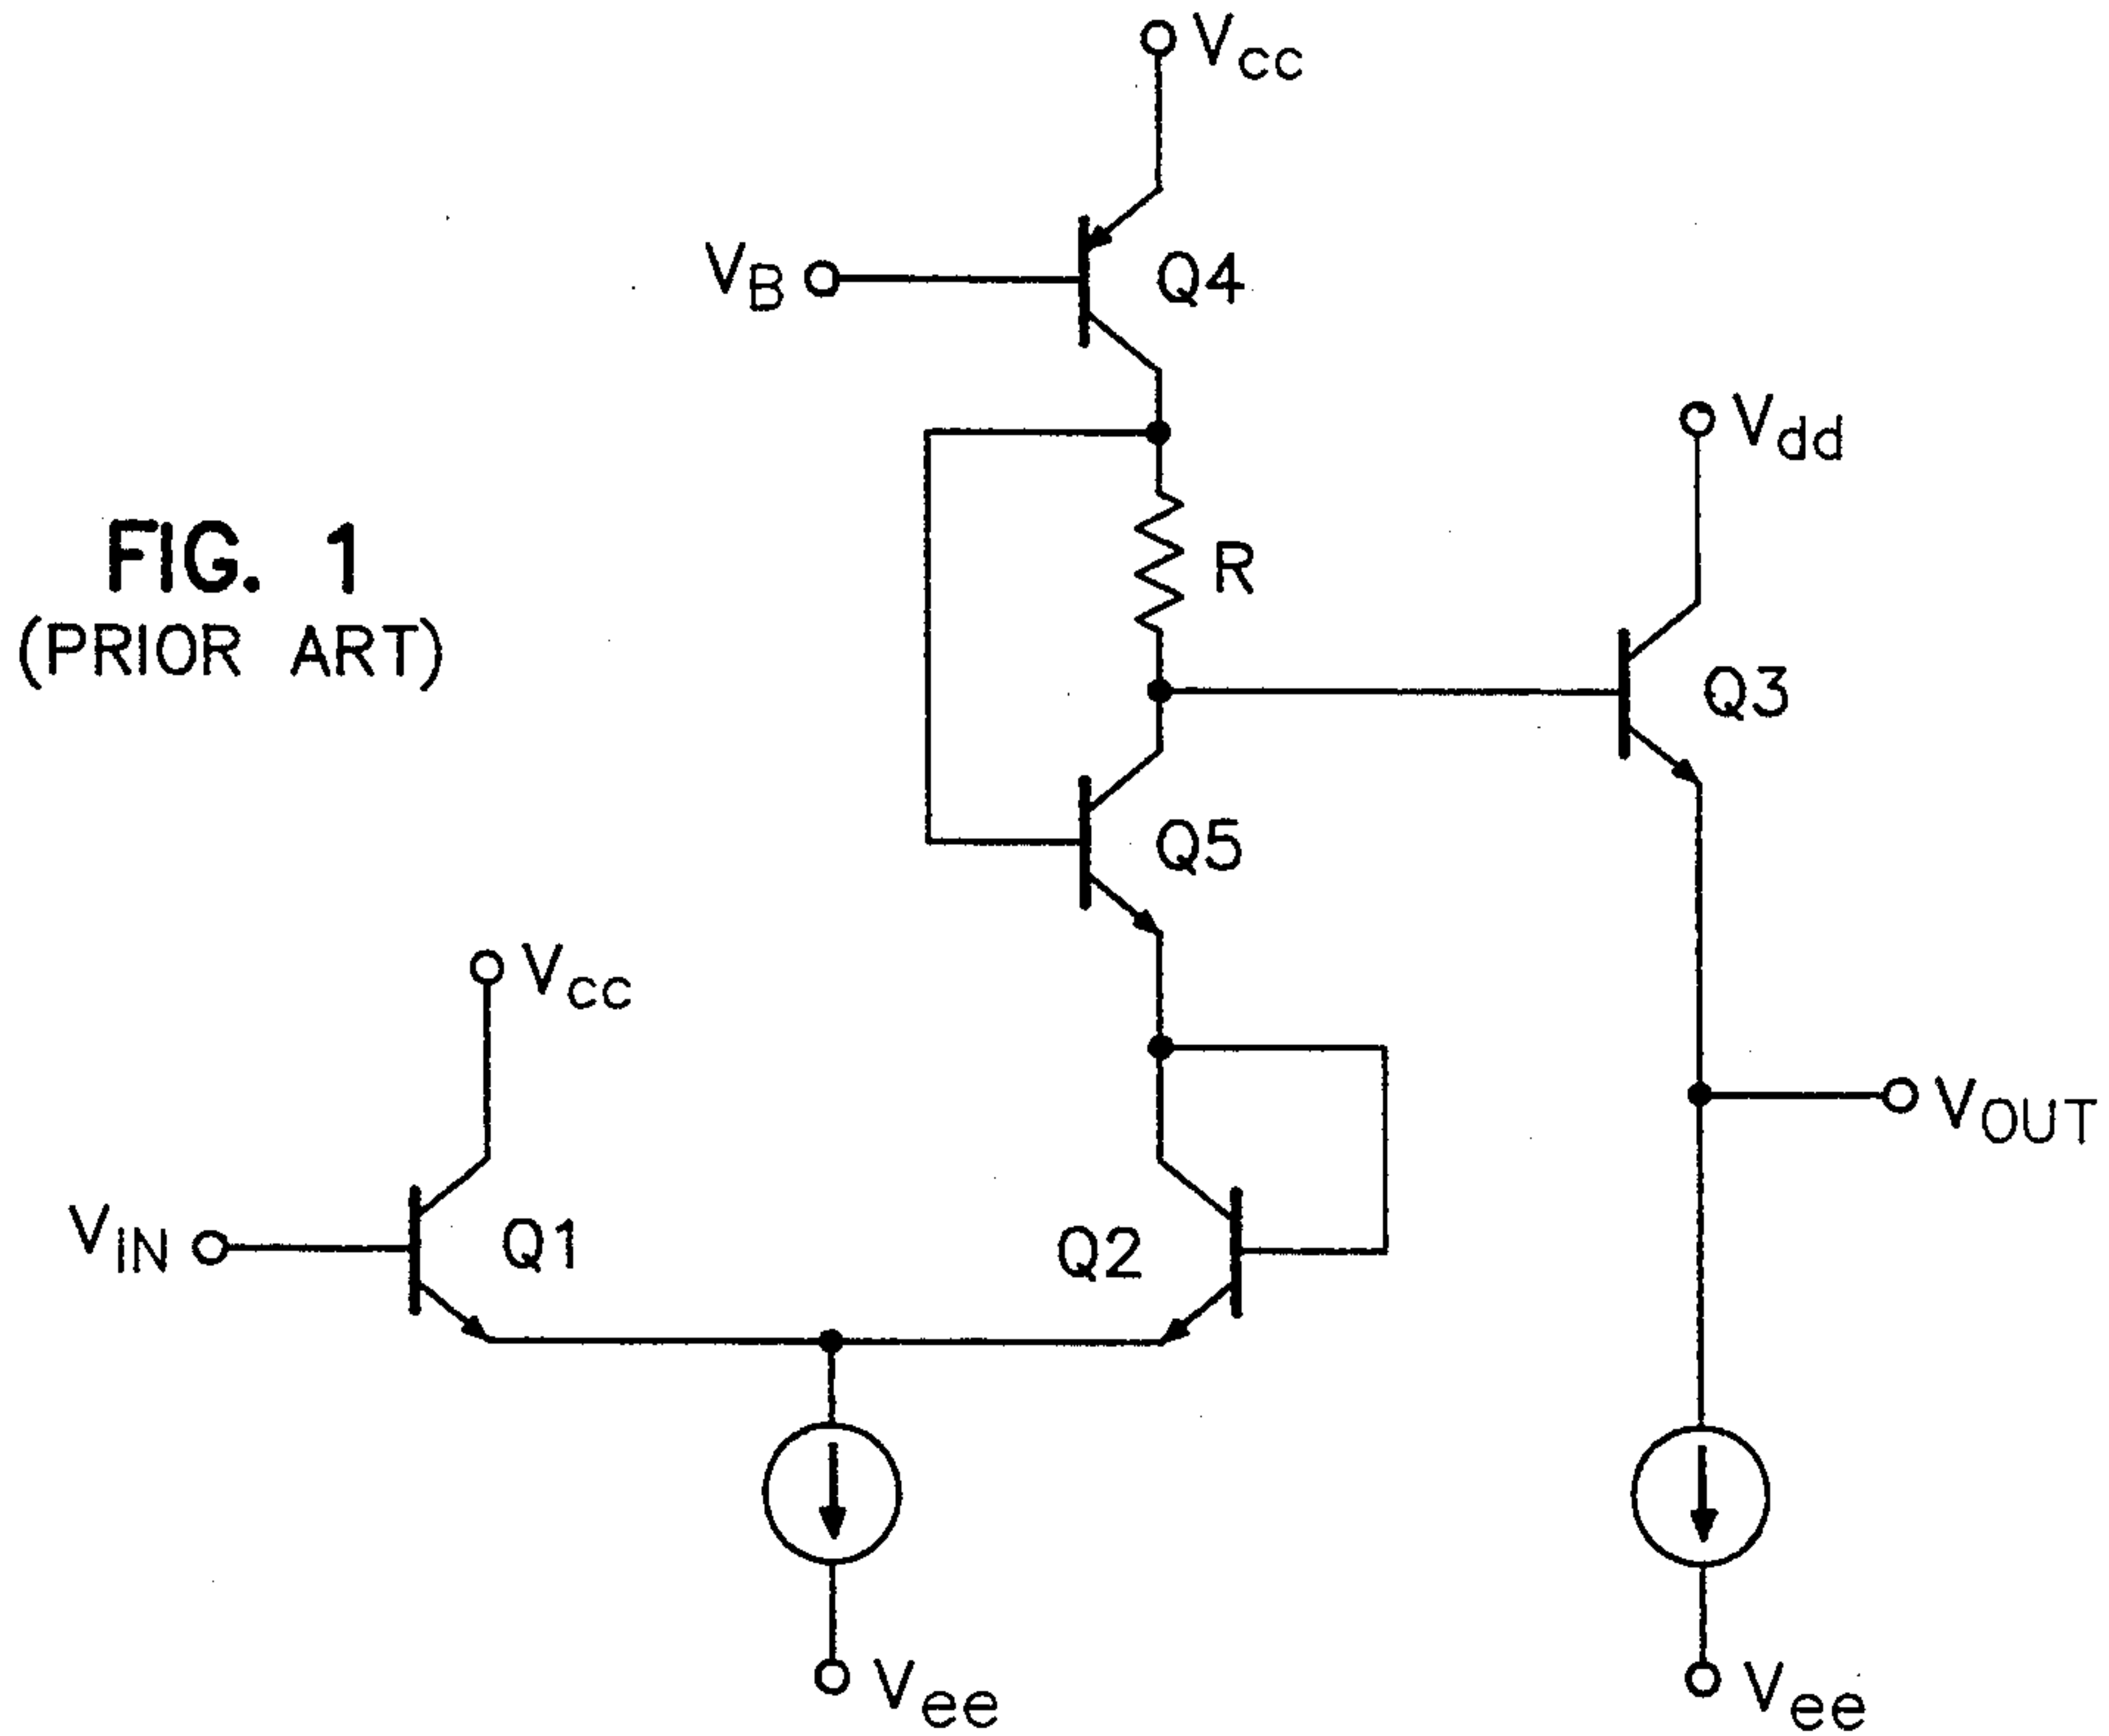 Vcc
VB
Q4
Vdd
FIG. 1
(PRIOR ART)
R
Q3
Q5
Vcc
VOUT
VIN
Q1
Q2
Vee
Vee